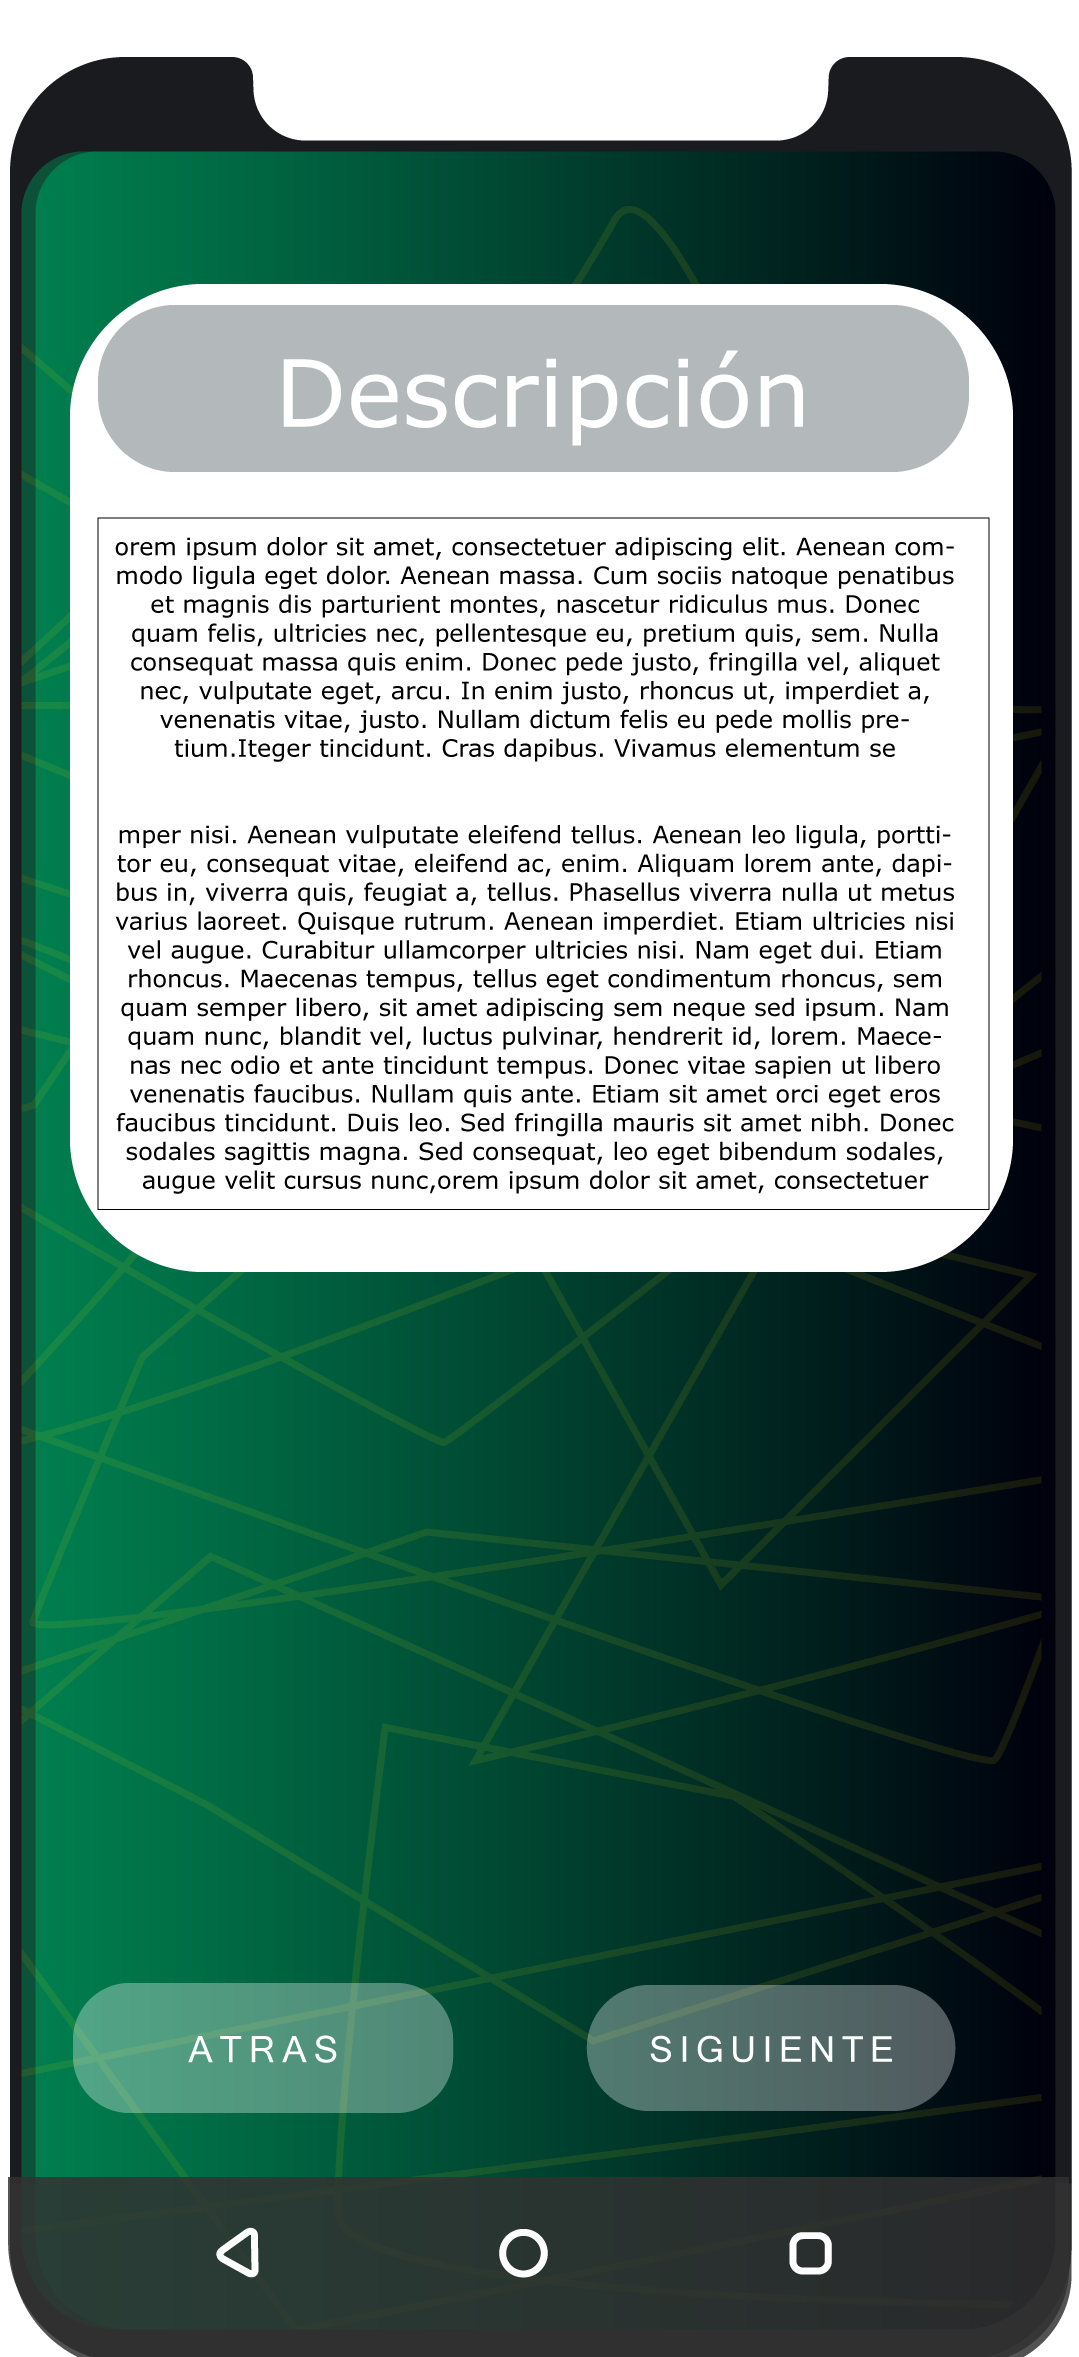 Descripción
orem ipsum dolor sit amet, consectetuer adipiscing elit. Aenean com-
modo ligula eget dolor. Aenean massa. Cum sociis natoque penatibus
et magnis dis parturient montes, nascetur ridiculus mus. Donec
quam felis, ultricies nec, pellentesque eu, pretium quis, sem. Nulla
consequat massa quis enim. Donec pede justo, fringilla vel, aliquet
nec, vulputate eget, arcu. In enim justo, rhoncus ut, imperdiet a,
venenatis vitae, justo. Nullam dictum felis eu pede mollis pre-
tium.Iteger tincidunt. Cras dapibus. Vivamus elementum se
mper nisi. Aenean vulputate eleifend tellus. Aenean leo ligula, portti-
tor eu, consequat vitae, eleifend ac, enim. Aliquam lorem ante, dapi-
bus in, viverra quis, feugiat a, tellus. Phasellus viverra nulla ut metus
varius laoreet. Quisque rutrum. Aenean imperdiet. Etiam ultricies nisi
vel augue. Curabitur ullamcorper ultricies nisi. Nam eget dui. Etiam
rhoncus. Maecenas tempus, tellus eget condimentum rhoncus, sem
quam semper libero, sit amet adipiscing sem neque sed ipsum. Nam
quam nunc, blandit vel, luctus pulvinar, hendrerit id, lorem. Maece-
nas nec odio et ante tincidunt tempus. Donec vitae sapien ut libero
venenatis faucibus. Nullam quis ante. Etiam sit amet orci eget eros
faucibus tincidunt. Duis leo. Sed fringilla mauris sit amet nibh. Donec
sodales sagittis magna. Sed consequat, leo eget bibendum sodales,
augue velit cursus nunc,orem ipsum dolor sit amet, consectetuer
ATRAS
SIGUIENTE